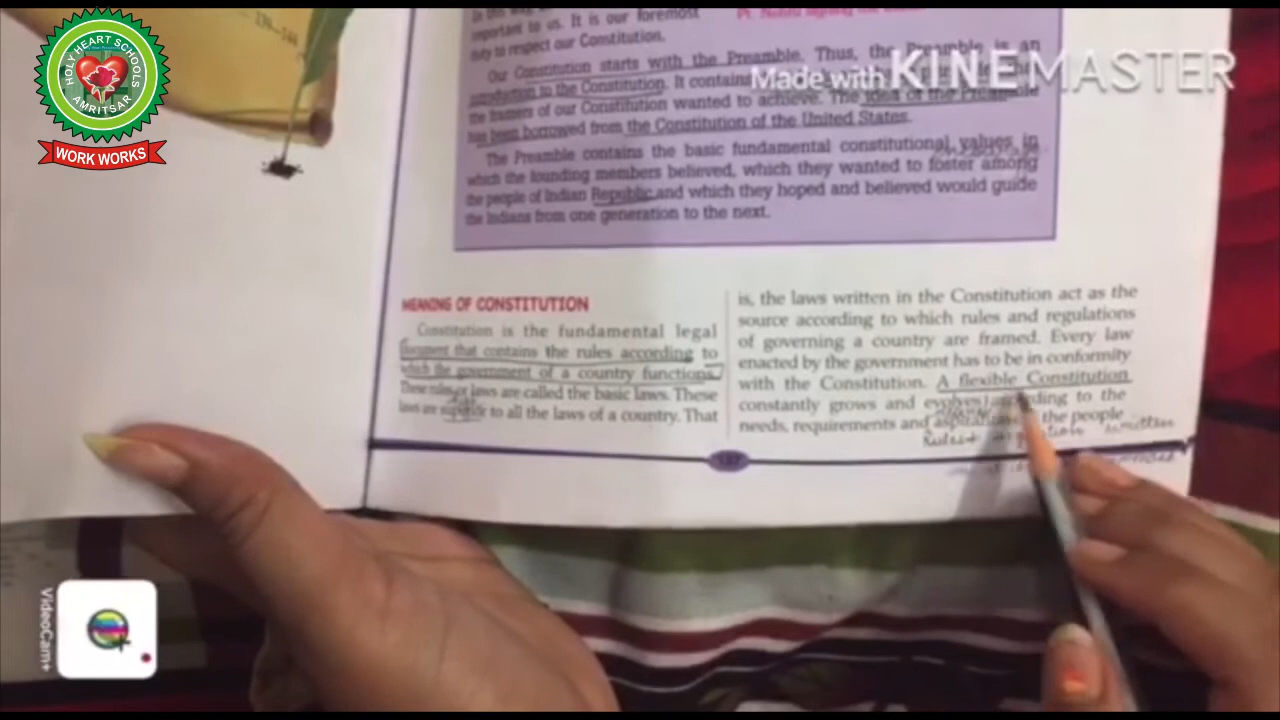 HOLY HEART SCHOOLS
AMRITSAR
WORK WORKS
Made with KINEMASTER
important to us. It is our foremost
duty to respect our Constitution.
Our Constitution starts with the Preamble. Thus, the Preamble is an
introduction to the Constitution. It contains
the framers of our Constitution wanted to achieve. The idea of the Preamble
has been borrowed from the Constitution of the United States.
The Preamble contains the basic fundamental constitutional values in
which the founding members believed, which they wanted to foster among
the people of Indian Republic and which they hoped and believed would guide
the Indians from one generation to the next.
MEANING OF CONSTITUTION
Constitution is the fundamental legal
document that contains the rules according to
which the government of a country functions.
These rules or laws are called the basic laws. These
laws are to all the laws of a country. That
is, the laws written in the Constitution act as the
source according to which rules and regulations
of governing a country are framed. Every law
enacted by the government has to be in conformity
with the Constitution. A flexible Constitution
constantly grows and evolves to the
needs, requirements and the people
written
VideoCam+